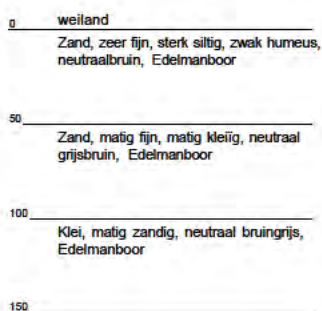 0 weiland
Zand, zeer fijn, sterk siltig, zwak humeus,
neutraalbruin, Edelmanboor
50
Zand, matig fijn, matig kleiïg, neutraal
grijsbruin, Edelmanboor
100
Klei, matig zandig, neutraal bruingrijs,
Edelmanboor
150